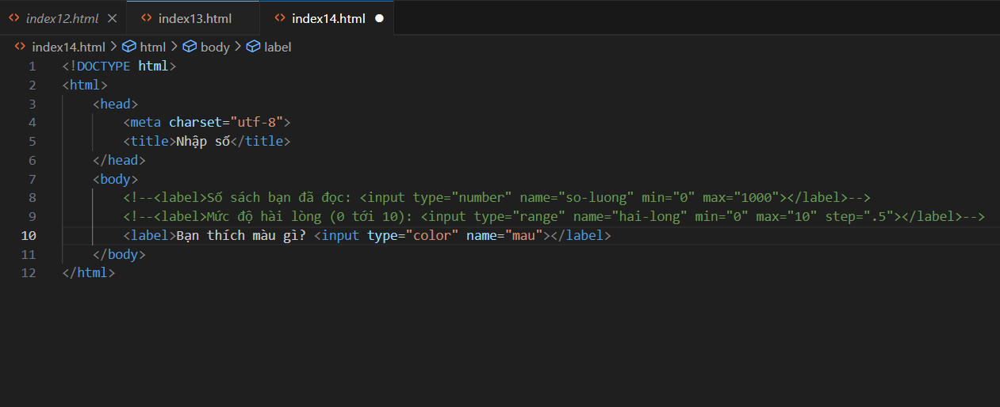 index12.html index13.html index14.html
index14.html > html > body > label
1 <!DOCTYPE html>
2 <html>
3 <head>
4 <meta charset="utf-8">
5 <title>Nhập số</title>
6 </head>
7 <body>
8 <!--<label>Số sách bạn đã đọc: <input type="number" name="so-luong" min="0" max="1000"></label>-->
9 <!--<label>Mức độ hài lòng (0 tới 10): <input type="range" name="hai-long" min="0" max="10" step=".5"></label>-->
10 <label>Bạn thích màu gì? <input type="color" name="mau"></label>
11 </body>
12 </html>